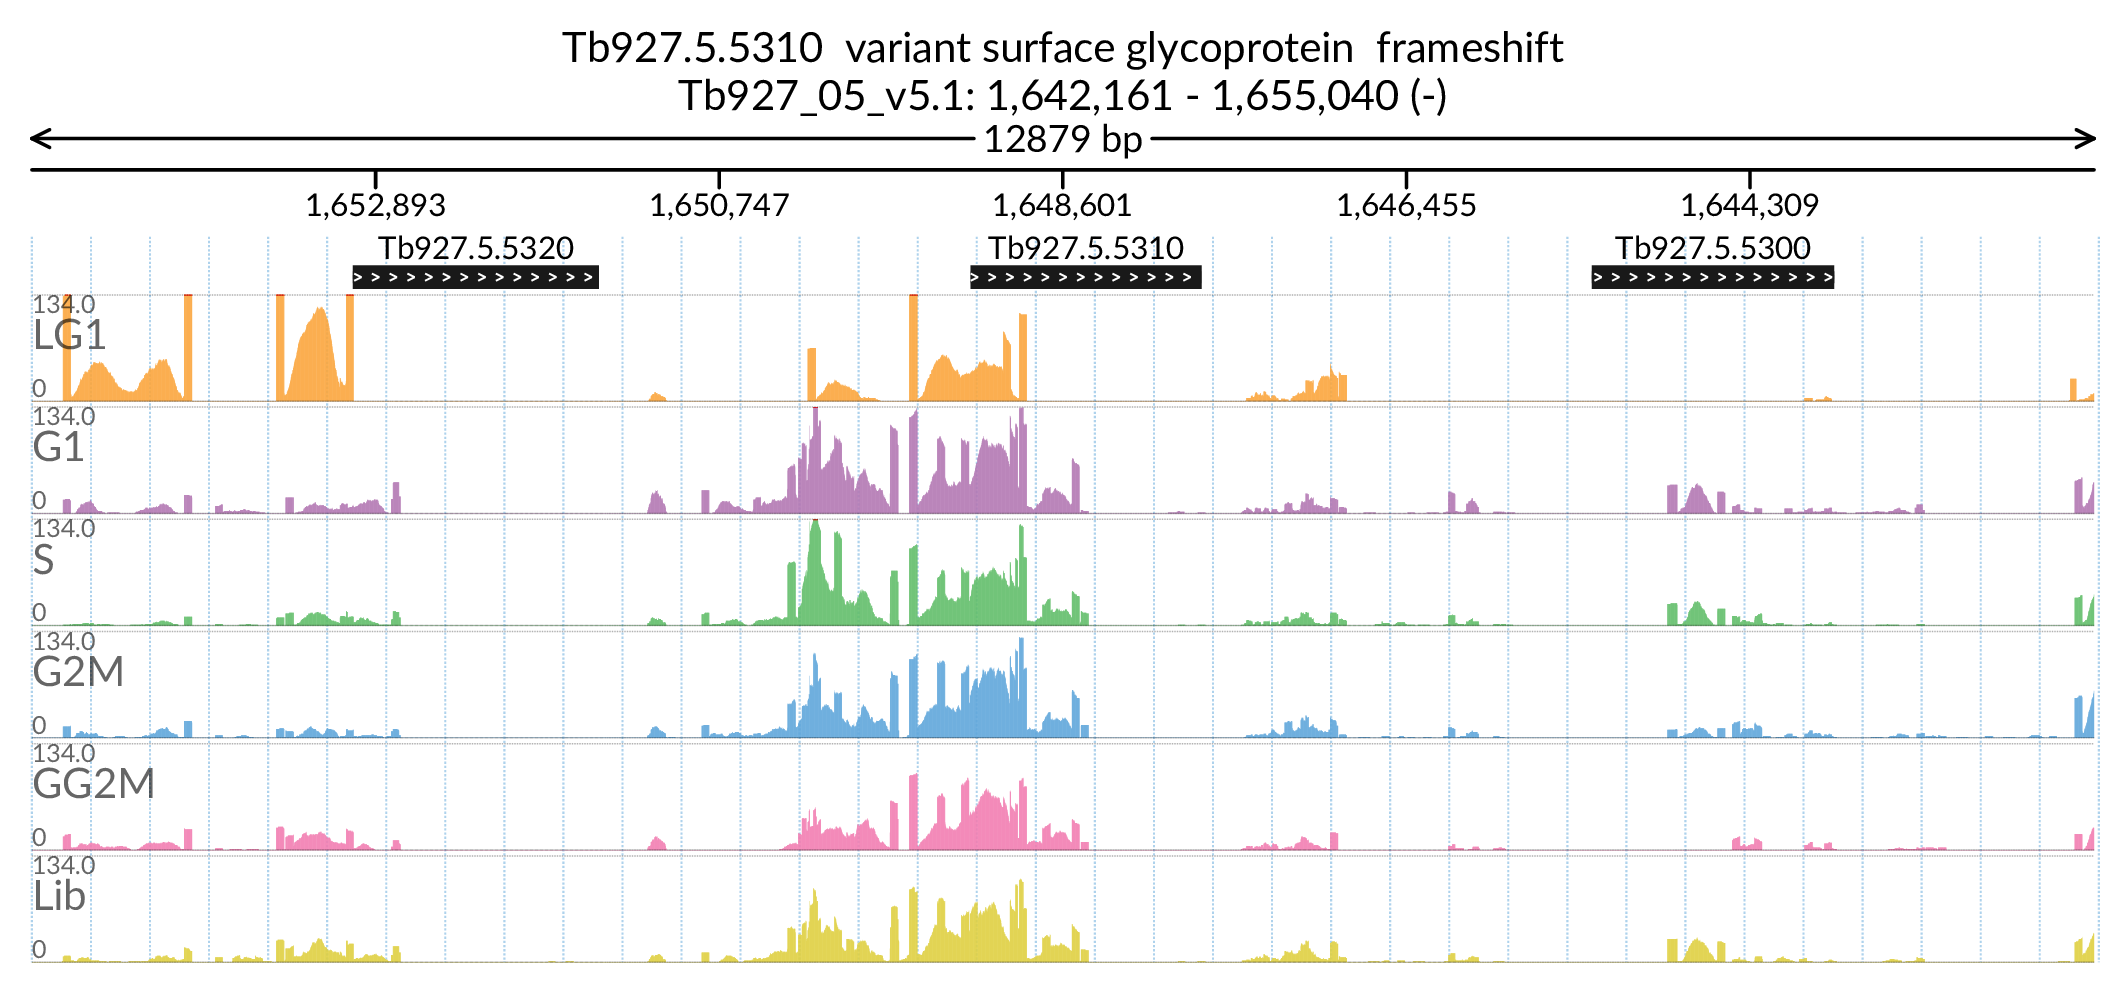 Tb927.5.5310  variant surface glycoprotein  frameshift
Tb927_05_v5.1: 1,642,161 - 1,655,040 (-)
12879 bp
1,652,893 1,650,747 1,648,601 1,646,455 1,644,309
Tb927.5.5320 Tb927.5.5310 Tb927.5.5300
134.0
LG1
0
134.0
G1
0
134.0
S
0
134.0
G2M
0
134.0
GG2M
0
134.0
Lib
0